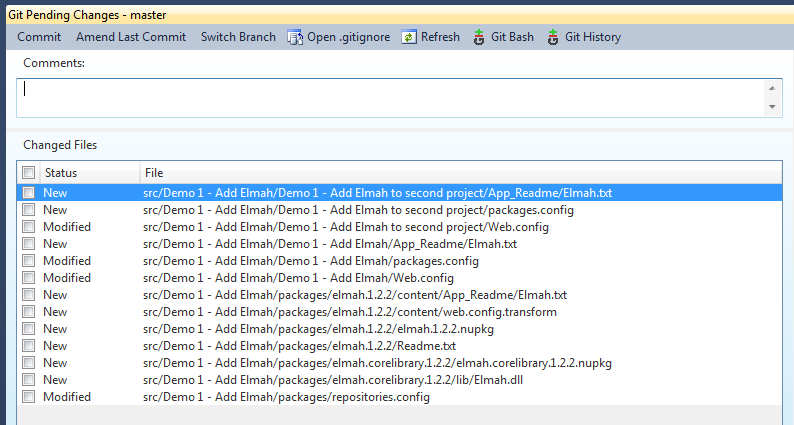 Git Pending Changes - master
Commit Amend Last Commit Switch Branch Open .gitignore Refresh Git Bash Git History
Comments:
Changed Files
Status File
New src/Demo 1 - Add Elmah/Demo 1 - Add Elmah to second project/App_Readme/Elmah.txt
New src/Demo 1 - Add Elmah/Demo 1 - Add Elmah to second project/packages.config
Modified src/Demo 1 - Add Elmah/Demo 1 - Add Elmah to second project/Web.config
New src/Demo 1 - Add Elmah/Demo 1 - Add Elmah/App_Readme/Elmah.txt
Modified src/Demo 1 - Add Elmah/Demo 1 - Add Elmah/packages.config
Modified src/Demo 1 - Add Elmah/Demo 1 - Add Elmah/Web.config
New src/Demo 1 - Add Elmah/packages/elmah.1.2.2/content/App_Readme/Elmah.txt
New src/Demo 1 - Add Elmah/packages/elmah.1.2.2/content/web.config.transform
New src/Demo 1 - Add Elmah/packages/elmah.1.2.2/elmah.1.2.2.nupkg
New src/Demo 1 - Add Elmah/packages/elmah.1.2.2/Readme.txt
New src/Demo 1 - Add Elmah/packages/elmah.corelibrary.1.2.2/elmah.corelibrary.1.2.2.nupkg
New src/Demo 1 - Add Elmah/packages/elmah.corelibrary.1.2.2/lib/Elmah.dll
Modified src/Demo 1 - Add Elmah/packages/repositories.config